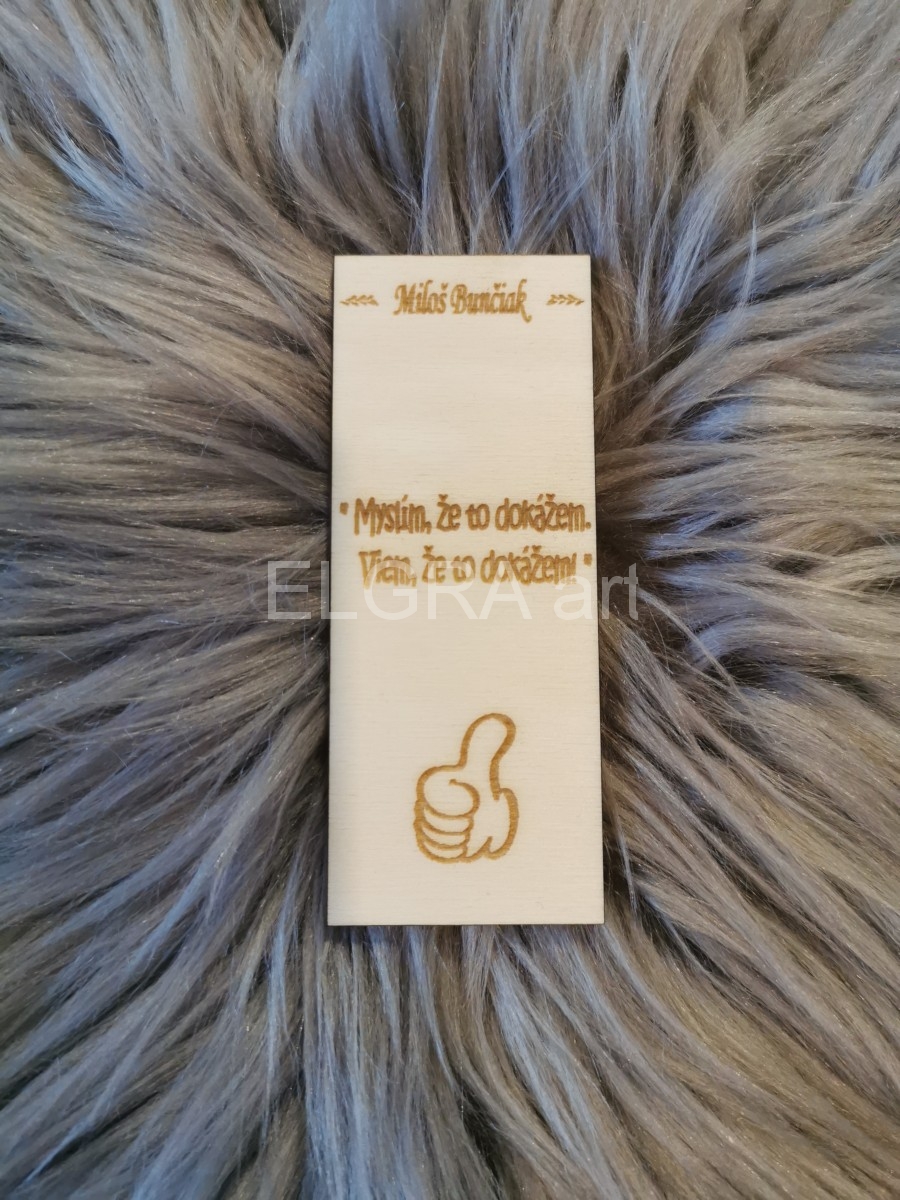 Miloš Bunčiak
" Myslím, že to dokážem.
Viem, že to dokážem! "
ELGRA art